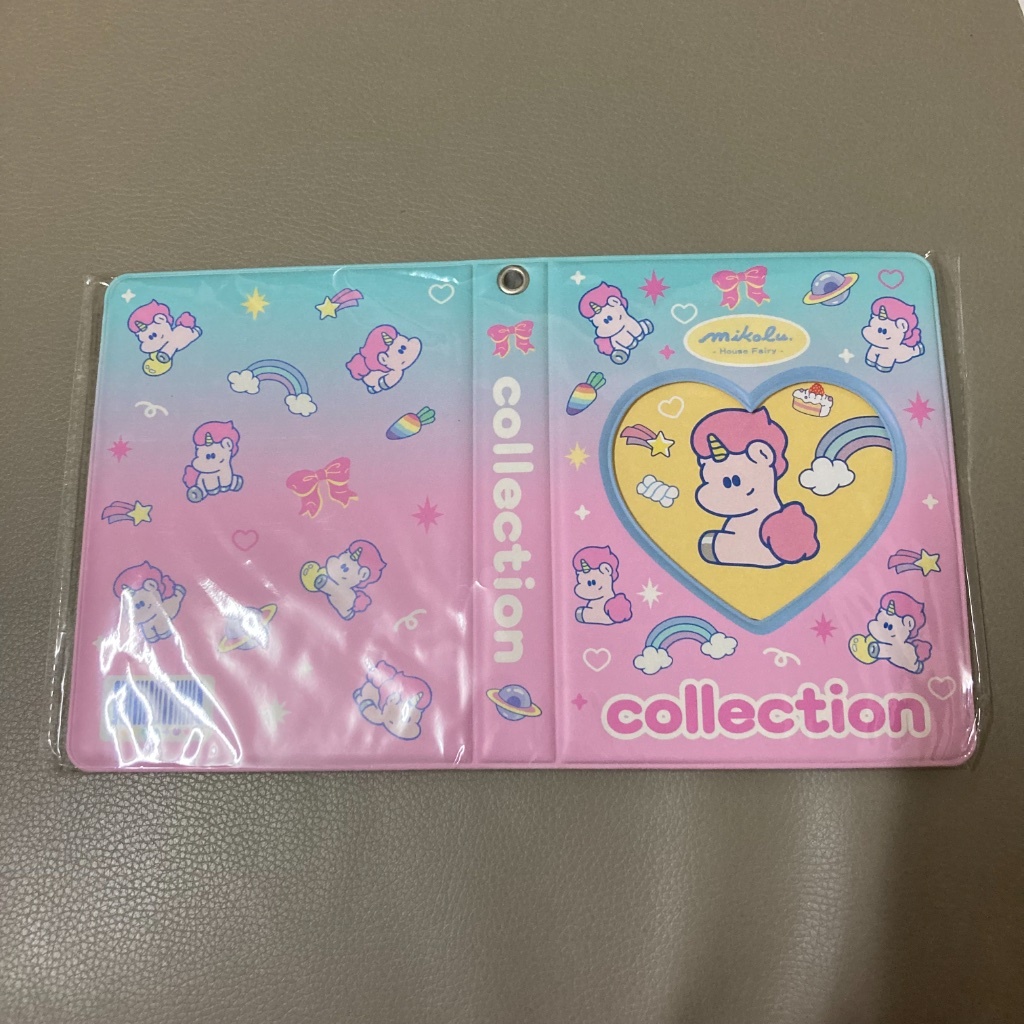 collection
mikolu.
- House Fairy -
collection